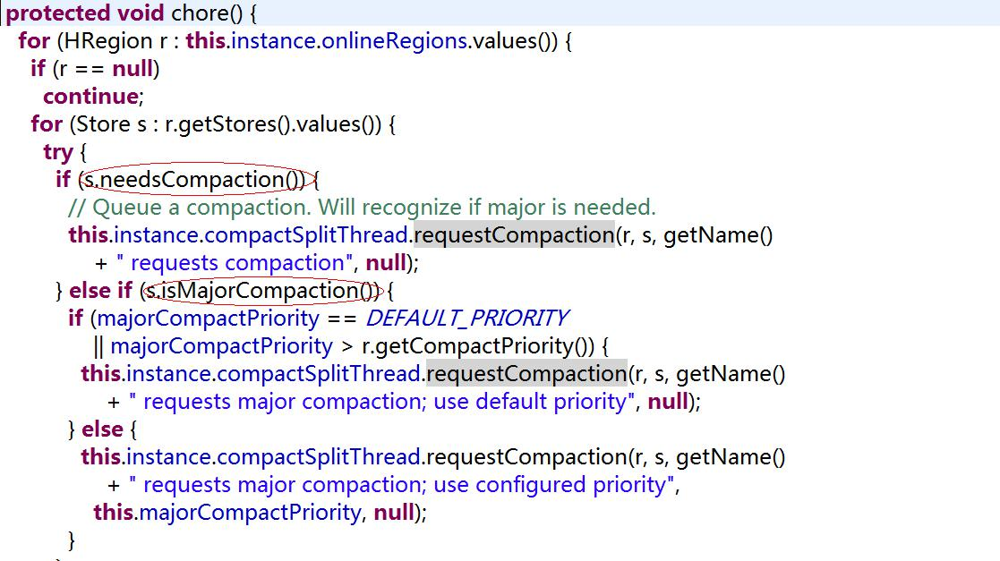 protected void chore() {
for (HRegion r : this.instance.onlineRegions.values()) {
if (r == null)
continue;
for (Store s : r.getStores().values()) {
try {
if (s.needsCompaction()) {
// Queue a compaction. Will recognize if major is needed.
this.instance.compactSplitThread.requestCompaction(r, s, getName()
+ " requests compaction", null);
} else if (s.isMajorCompaction()) {
if (majorCompactPriority == DEFAULT_PRIORITY
|| majorCompactPriority > r.getCompactPriority()) {
this.instance.compactSplitThread.requestCompaction(r, s, getName()
+ " requests major compaction; use default priority", null);
} else {
this.instance.compactSplitThread.requestCompaction(r, s, getName()
+ " requests major compaction; use configured priority",
this.majorCompactPriority, null);
}